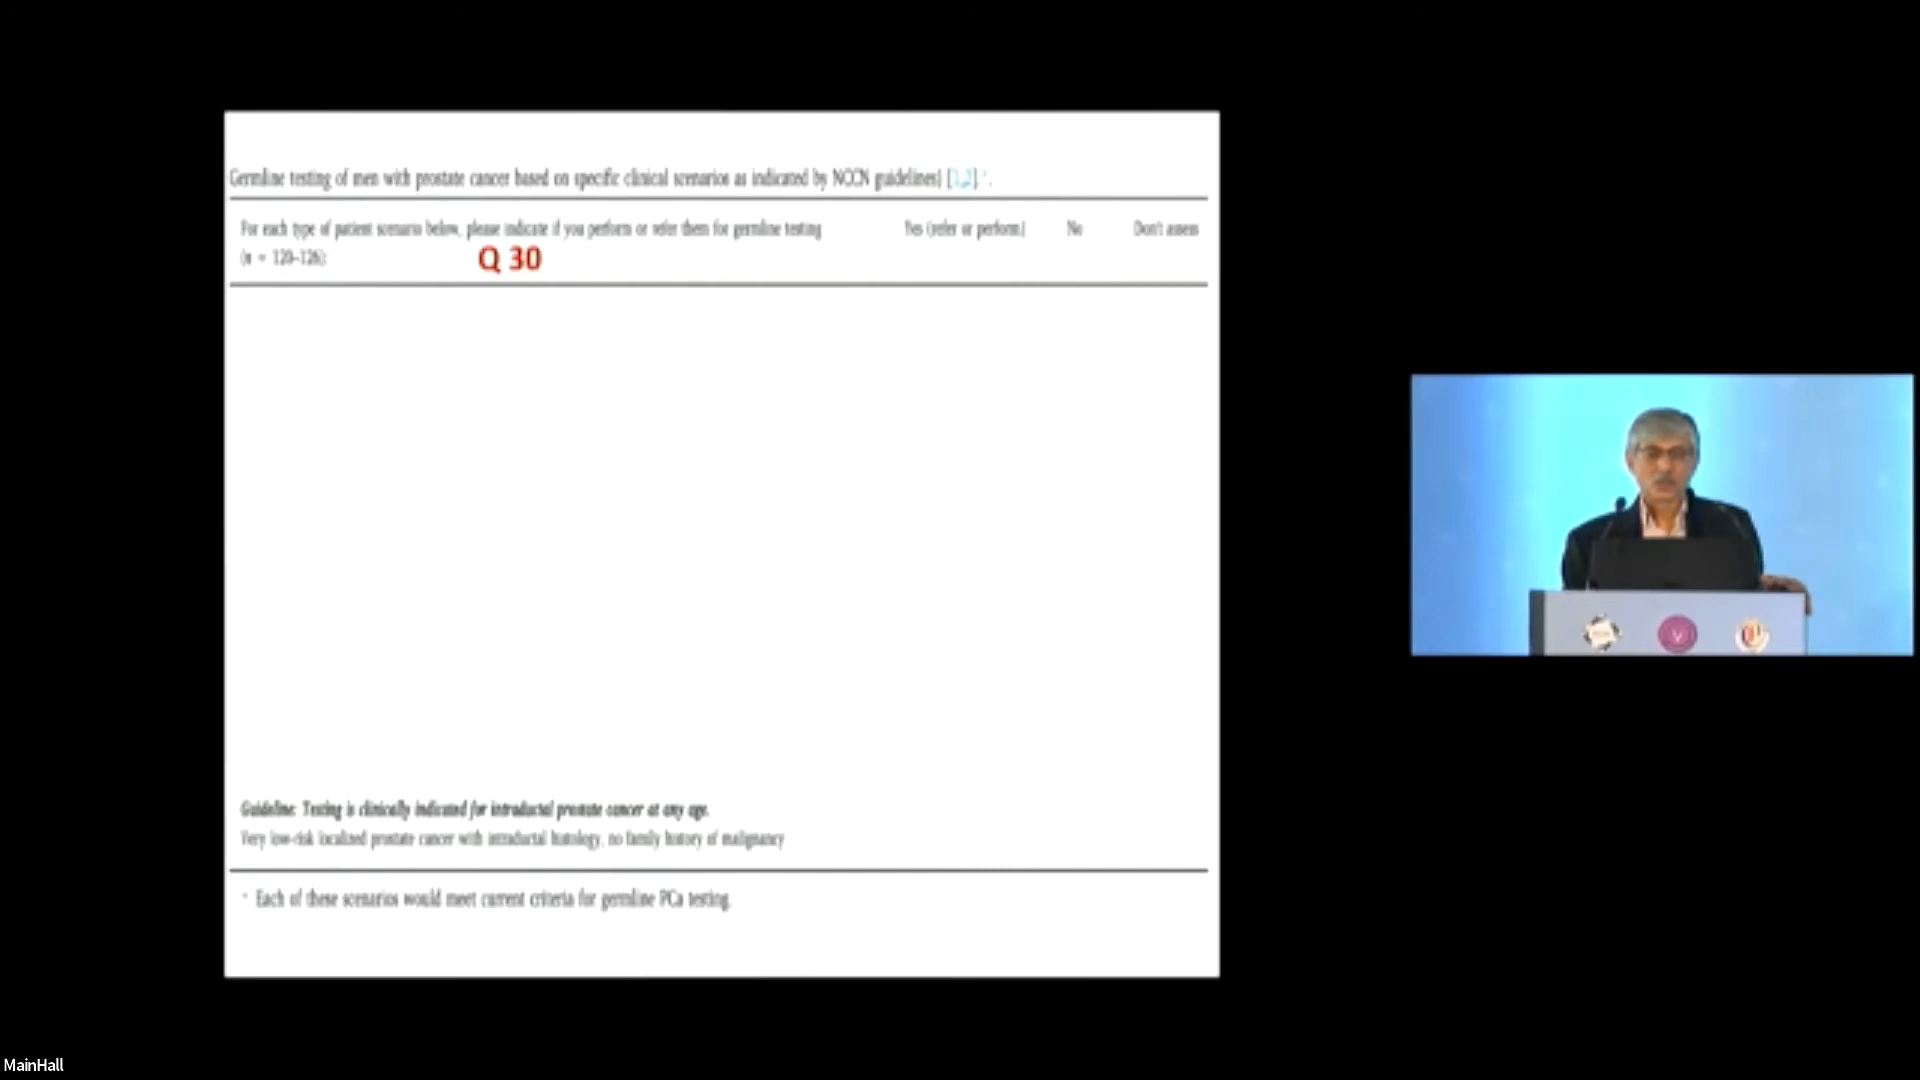 Germline testing of men with prostate cancer based on specific clinical scenarios as indicated by NCCN guidelines) [1,2].*.
For each type of patient scenario below, please indicate if you perform or refer them for germline testing Yes (refer or perform) No Don't assess
(n = 120–126):
Q 30
Guideline: Testing is clinically indicated for intraductal prostate cancer at any age.
Very low-risk localized prostate cancer with intraductal histology, no family history of malignancy
* Each of these scenarios would meet current criteria for germline PCa testing.
MainHall